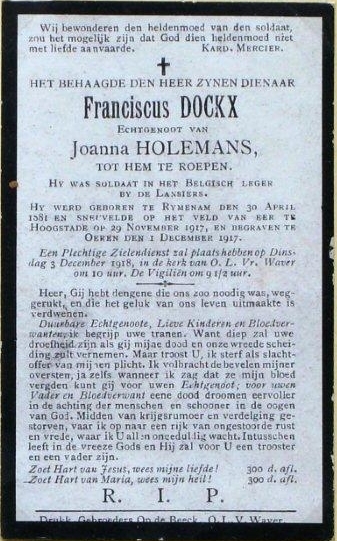 Wij bewonderen den heldenmoed van den soldaat,
zou het mogelijk zijn dat God dien heldenmoed niet
met liefde aanvaarde. KARD. MERCIER.
HET BEHAAGDE DEN HEER ZYNEN DIENAAR
Franciscus DOCKX
ECHTGENOOT VAN
Joanna HOLEMANS,
TOT HEM TE ROEPEN.
HY WAS SOLDAAT IN HET BELGISCH LEGER
BY DE LANSIERS.
HY WERD GEBOREN TE RYMENAM DEN 30 APRIL
1881 EN SNEUVELDE OP HET VELD VAN EER TE
HOOGSTADE OP 29 NOVEMBER 1917, EN BEGRAVEN TE
OEREN DEN 1 DECEMBER 1917.
Een Plechtige Zielendienst zal plaats hebben op Dins-
dag 3 December 1918, in de kerk van O. L. Vr. Waver
om 10 uur. De Vigiliën om 9 1/2 uur.
Heer, Gij hebt dengene die ons zoo noodig was, weg-
gerukt, en die het geluk van ons leven uitmaakte is
verdwenen.
Duurbare Echtgenoote, Lieve Kinderen en Bloedver-
wanten, ik begrijp uwe tranen. Want diep zal uwe
droefheid zijn als gij mijne dood en onze wreede schei-
ding zult vernemen. Maar troost U, ik sterf als slacht-
offer van mijnen plicht. Ik volbracht de bevelen mijner
oversten, ja zelfs mag ik zeggen dat ze mijn bloed
vergden kunt gij voor uwen Echtgenoot; voor uwen
Vader en Bloedverwant eene dood droomen eervoller
in de achting der menschen en schooner in de oogen
van God. Midden van krijgsrumoer en verdelging ge-
storven, vaar ik op naar een rijk van ongestoorde rust
en vrede, waar ik U allen onceduldig wacht. Intusschen
leeft in de vreeze Gods en Hij zal voor U een trooster
en een vader zijn.
Zoet Hart van Jesus, wees mijne liefde! 300 d. afl.
Zoet Hart van Maria, wees mijn heil! 300 d. afl.
R. I. P.
Drukk. Gebroeders Op de Beeck, O. L. V. Waver